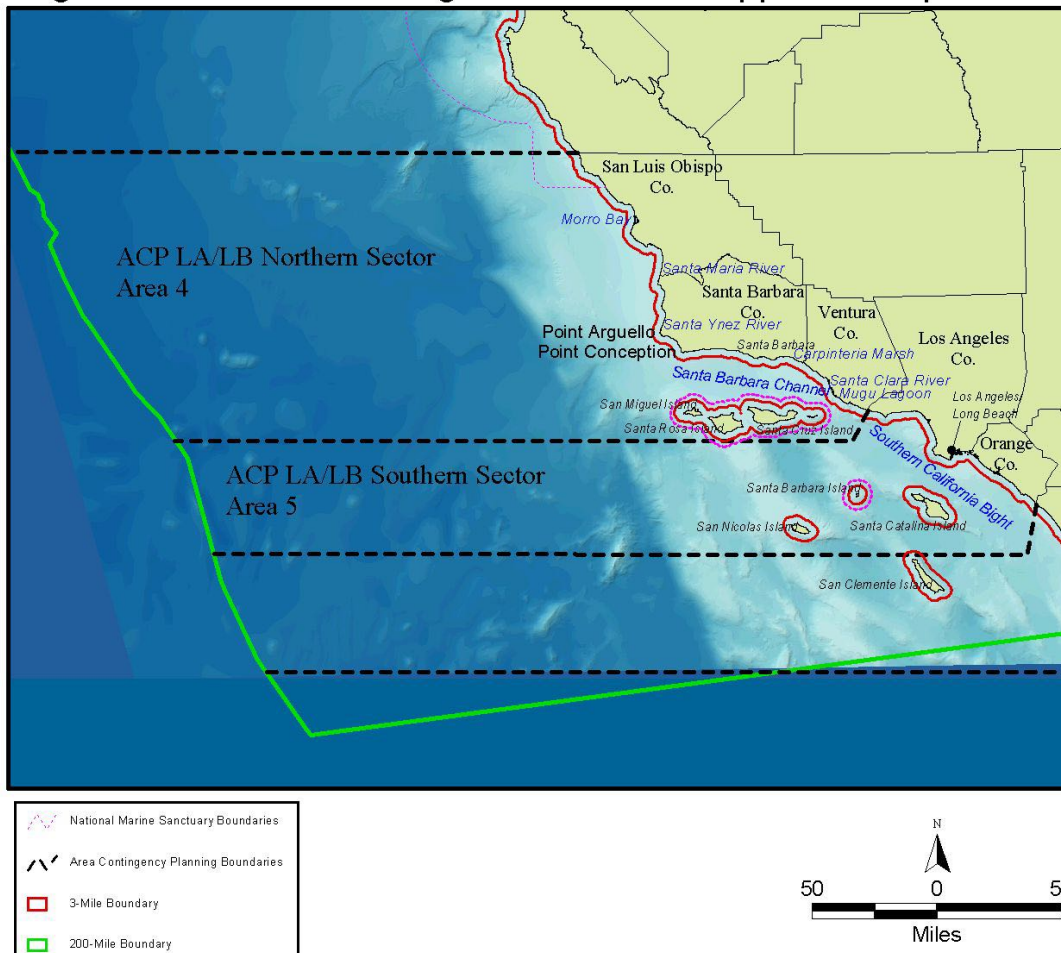 San Luis Obispo
Co.
Morro Bay
ACP LA/LB Northern Sector
Area 4
Santa Maria River
Santa Barbara
Co.
Ventura
Co.
Point Arguello
Santa Ynez River
Los Angeles
Co.
Point Conception
Santa Barbara
Carpinteria Marsh
Santa Barbara Channel
Santa Clara River
Mugu Lagoon
San Miguel Island
Los Angeles
Long Beach
Santa Rosa Island
Santa Cruz Island
Orange
Co.
Southern California Bight
ACP LA/LB Southern Sector
Area 5
Santa Barbara Island
San Nicolas Island
Santa Catalina Island
San Clemente Island
National Marine Sanctuary Boundaries
Area Contingency Planning Boundaries
3-Mile Boundary
200-Mile Boundary
N
50 0 5
Miles